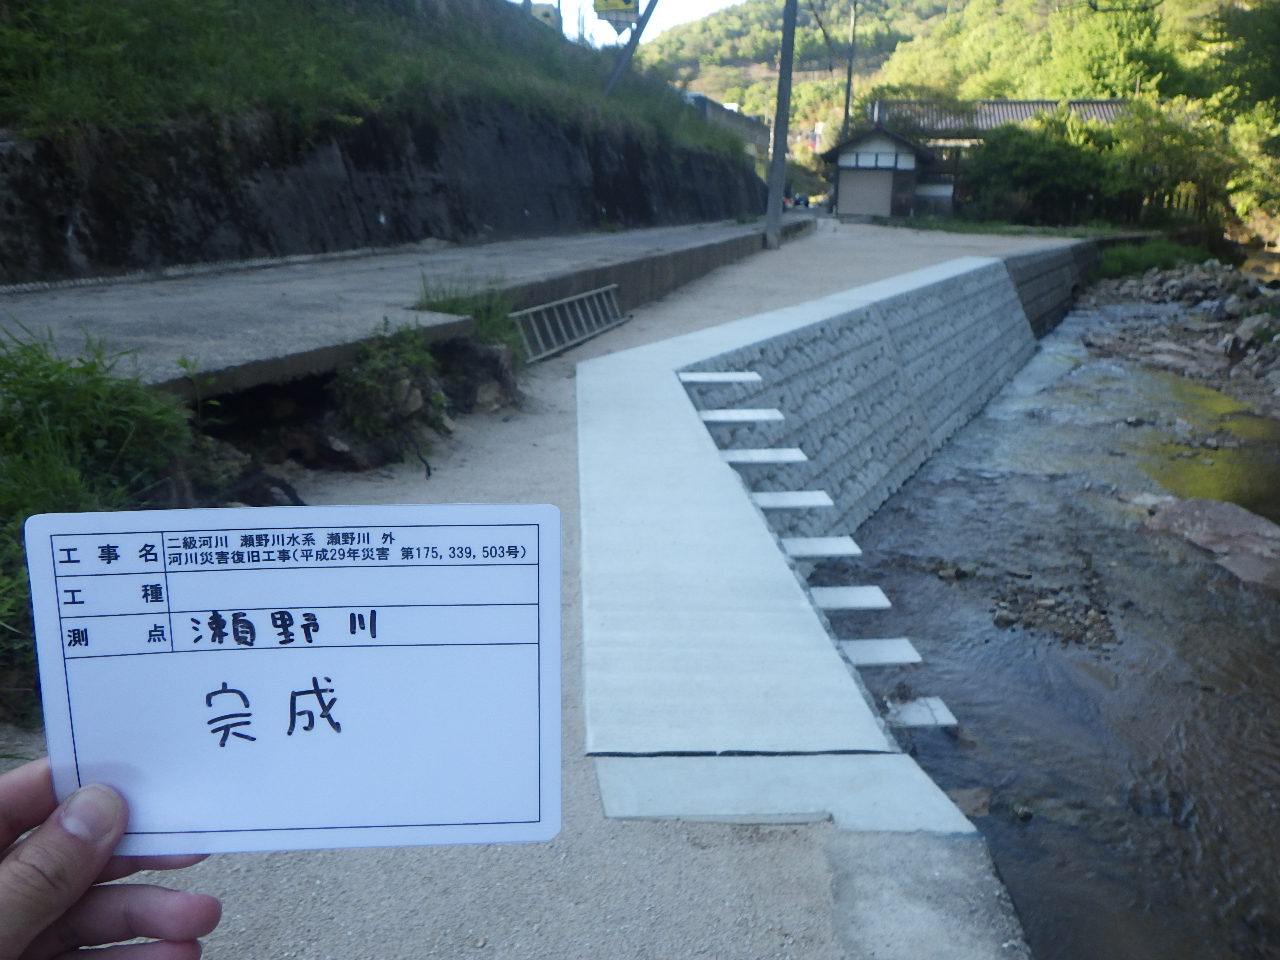 工事名
二級河川 瀬野川水系 瀬野川 外
河川災害復旧工事(平成29年災害 第175, 339, 503号)
工種
測点 瀬野川
完成